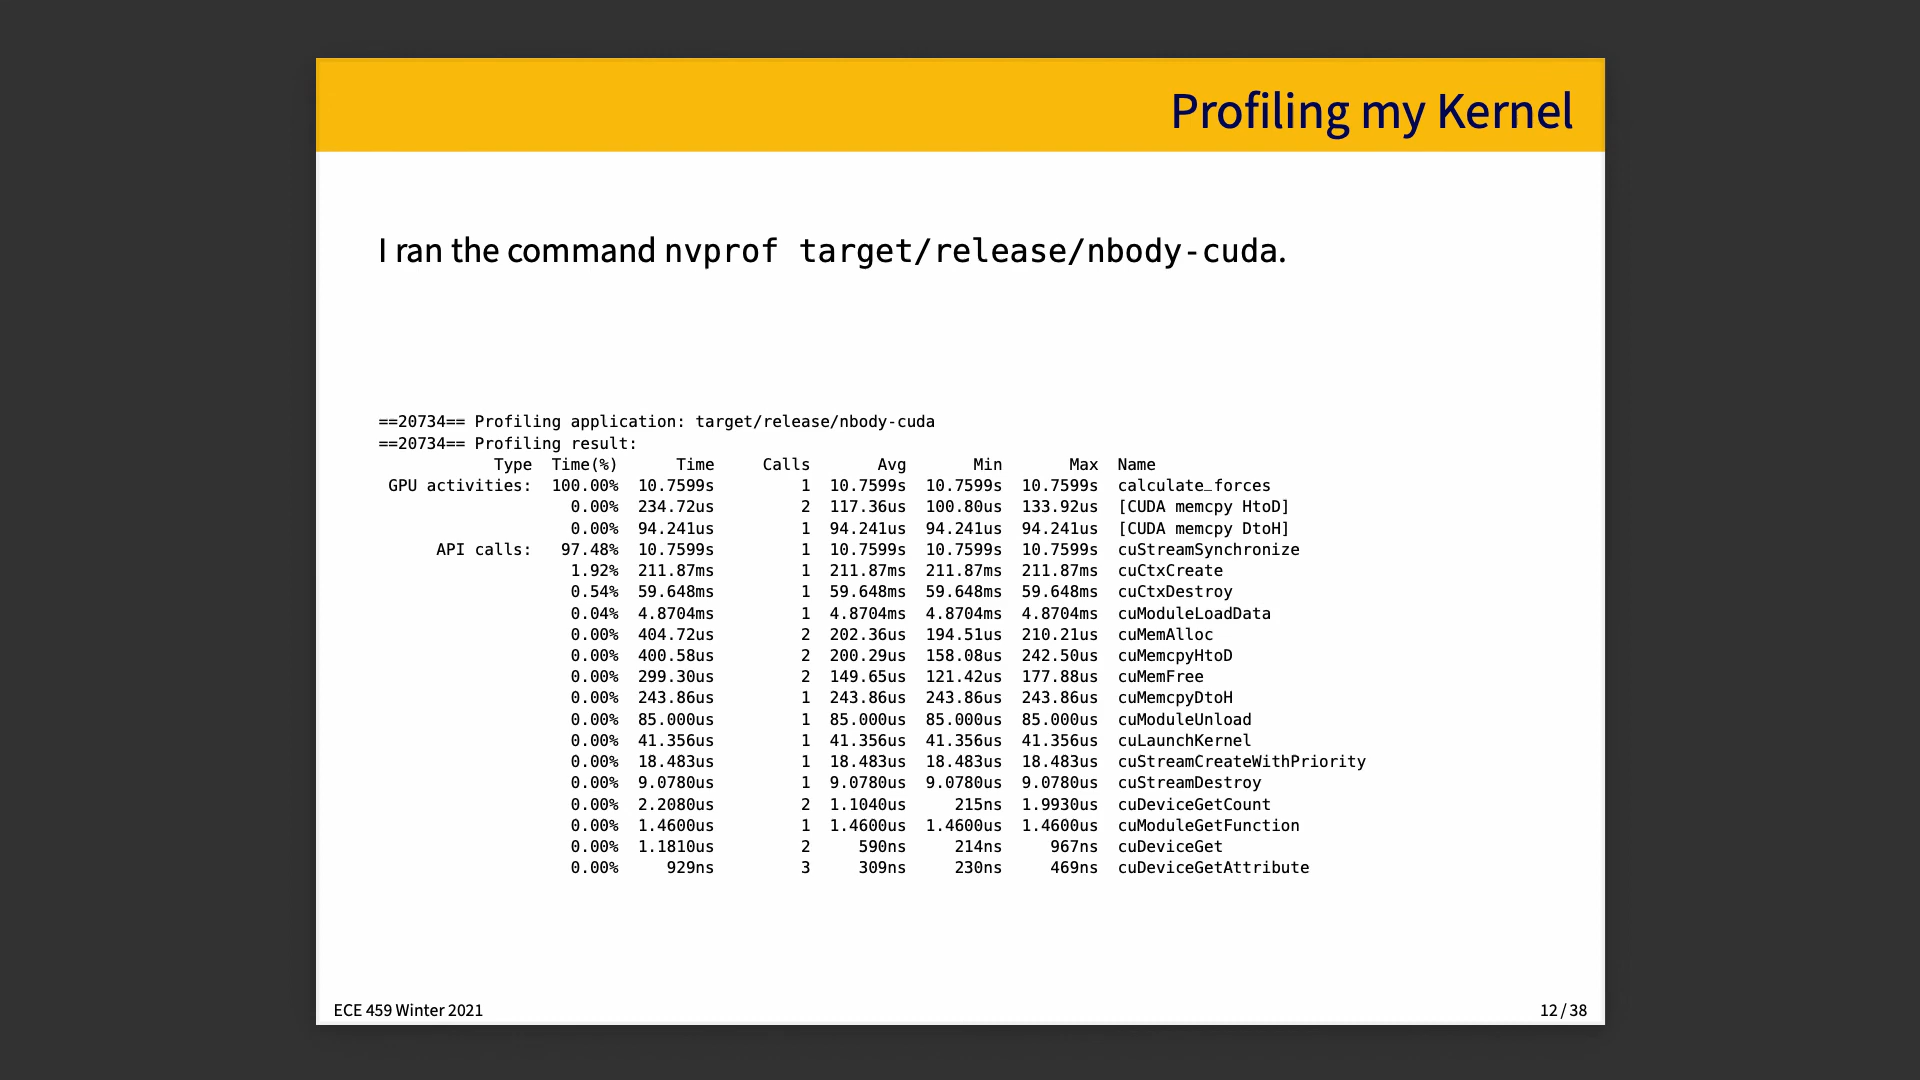 Profiling my Kernel
I ran the command nvprof target/release/nbody-cuda.
==20734== Profiling application: target/release/nbody-cuda
==20734== Profiling result:
Type Time(%) Time Calls Avg Min Max Name
GPU activities: 100.00% 10.7599s 1 10.7599s 10.7599s 10.7599s calculate_forces
0.00% 234.72us 2 117.36us 100.80us 133.92us [CUDA memcpy HtoD]
0.00% 94.241us 1 94.241us 94.241us 94.241us [CUDA memcpy DtoH]
API calls: 97.48% 10.7599s 1 10.7599s 10.7599s 10.7599s cuStreamSynchronize
1.92% 211.87ms 1 211.87ms 211.87ms 211.87ms cuCtxCreate
0.54% 59.648ms 1 59.648ms 59.648ms 59.648ms cuCtxDestroy
0.04% 4.8704ms 1 4.8704ms 4.8704ms 4.8704ms cuModuleLoadData
0.00% 404.72us 2 202.36us 194.51us 210.21us cuMemAlloc
0.00% 400.58us 2 200.29us 158.08us 242.50us cuMemcpyHtoD
0.00% 299.30us 2 149.65us 121.42us 177.88us cuMemFree
0.00% 243.86us 1 243.86us 243.86us 243.86us cuMemcpyDtoH
0.00% 85.000us 1 85.000us 85.000us 85.000us cuModuleUnload
0.00% 41.356us 1 41.356us 41.356us 41.356us cuLaunchKernel
0.00% 18.483us 1 18.483us 18.483us 18.483us cuStreamCreateWithPriority
0.00% 9.0780us 1 9.0780us 9.0780us 9.0780us cuStreamDestroy
0.00% 2.2080us 2 1.1040us 215ns 1.9930us cuDeviceGetCount
0.00% 1.4600us 1 1.4600us 1.4600us 1.4600us cuModuleGetFunction
0.00% 1.1810us 2 590ns 214ns 967ns cuDeviceGet
0.00% 929ns 3 309ns 230ns 469ns cuDeviceGetAttribute
ECE 459 Winter 2021
12 / 38